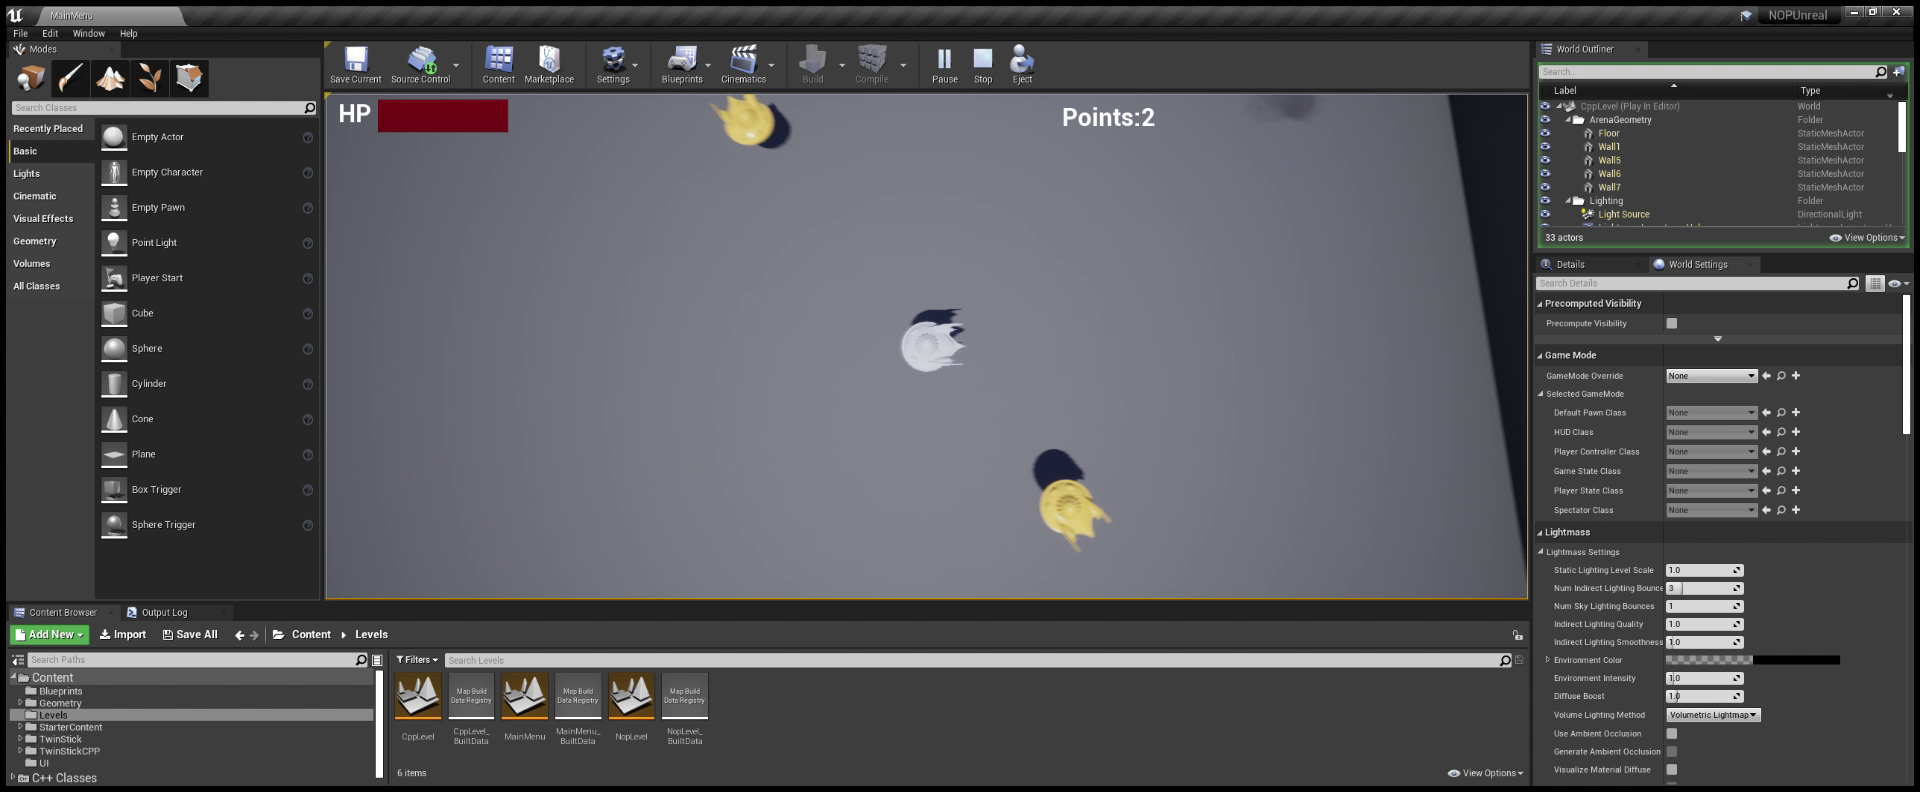 MainMenu
NOPUnreal
File Edit Window Help
Modes
Search Classes
Recently Placed
Basic
Lights
Cinematic
Visual Effects
Geometry
Volumes
All Classes
Empty Actor
Empty Character
Empty Pawn
Point Light
Player Start
Cube
Sphere
Cylinder
Cone
Plane
Box Trigger
Sphere Trigger
Save Current Source Control Content Marketplace Settings Blueprints Cinematics Build Compile Pause Stop Eject
HP
Points:2
World Outliner
Search...
Label Type
CppLevel (Play In Editor) World
ArenaGeometry Folder
Floor StaticMeshActor
Wall1 StaticMeshActor
Wall5 StaticMeshActor
Wall6 StaticMeshActor
Wall7 StaticMeshActor
Lighting Folder
Light Source DirectionalLight
33 actors View Options
Details World Settings
Search Details
Precomputed Visibility
Precompute Visibility
Game Mode
GameMode Override None
Selected GameMode
Default Pawn Class None
HUD Class None
Player Controller Class None
Game State Class None
Player State Class None
Spectator Class None
Lightmass
Lightmass Settings
Static Lighting Level Scale 1.0
Num Indirect Lighting Bounce 3
Num Sky Lighting Bounces 1
Indirect Lighting Quality 1.0
Indirect Lighting Smoothness 1.0
Environment Color
Environment Intensity 1.0
Diffuse Boost 1.0
Volume Lighting Method Volumetric Lightmap
Use Ambient Occlusion
Generate Ambient Occlusion
Visualize Material Diffuse
Content Browser Output Log
Add New Import Save All Content Levels
Search Paths
Content
Blueprints
Geometry
Levels
StarterContent
TwinStick
TwinStickCPP
UI
C++ Classes
Filters Search Levels
Map Build
Data Registry
Map Build
Data Registry
Map Build
Data Registry
CppLevel
CppLevel_
BuiltData
MainMenu
MainMenu_
BuiltData
NopLevel
NopLevel_
BuiltData
6 items View Options